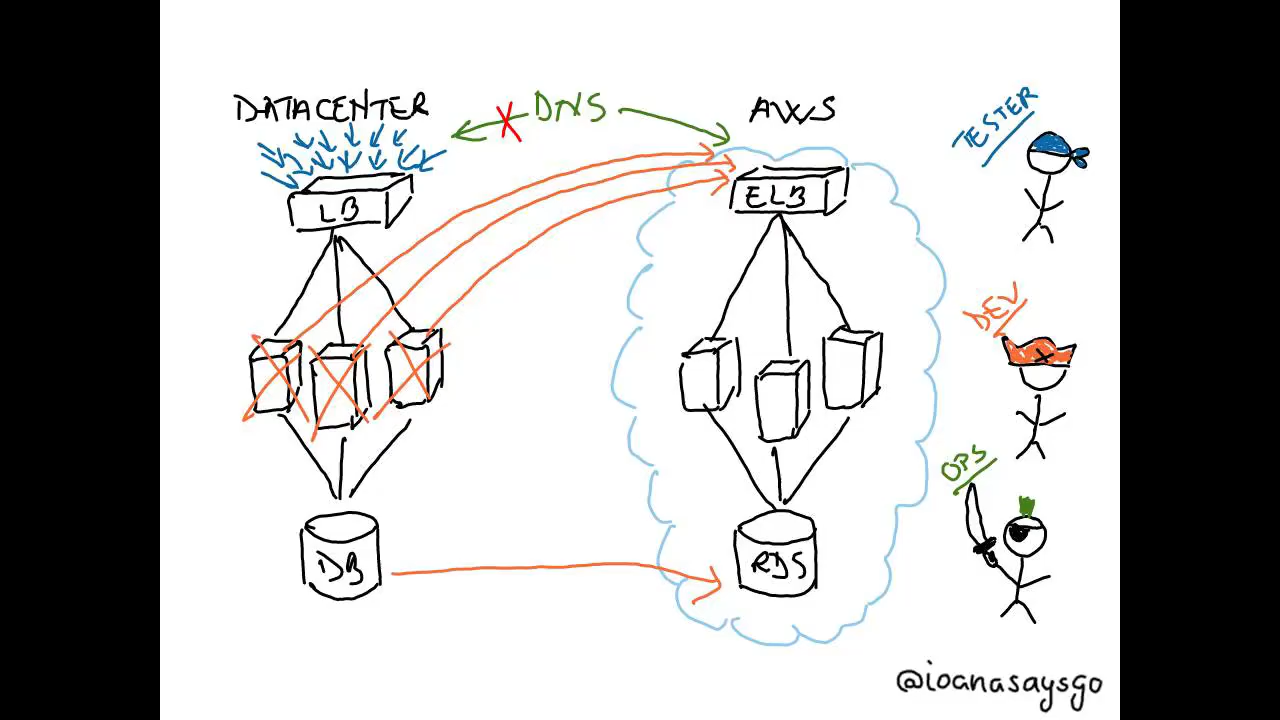 DATACENTER
DNS
AWS
TESTER
LB
ELB
DEV
OPS
DB
RDS
@ioanasaysgo